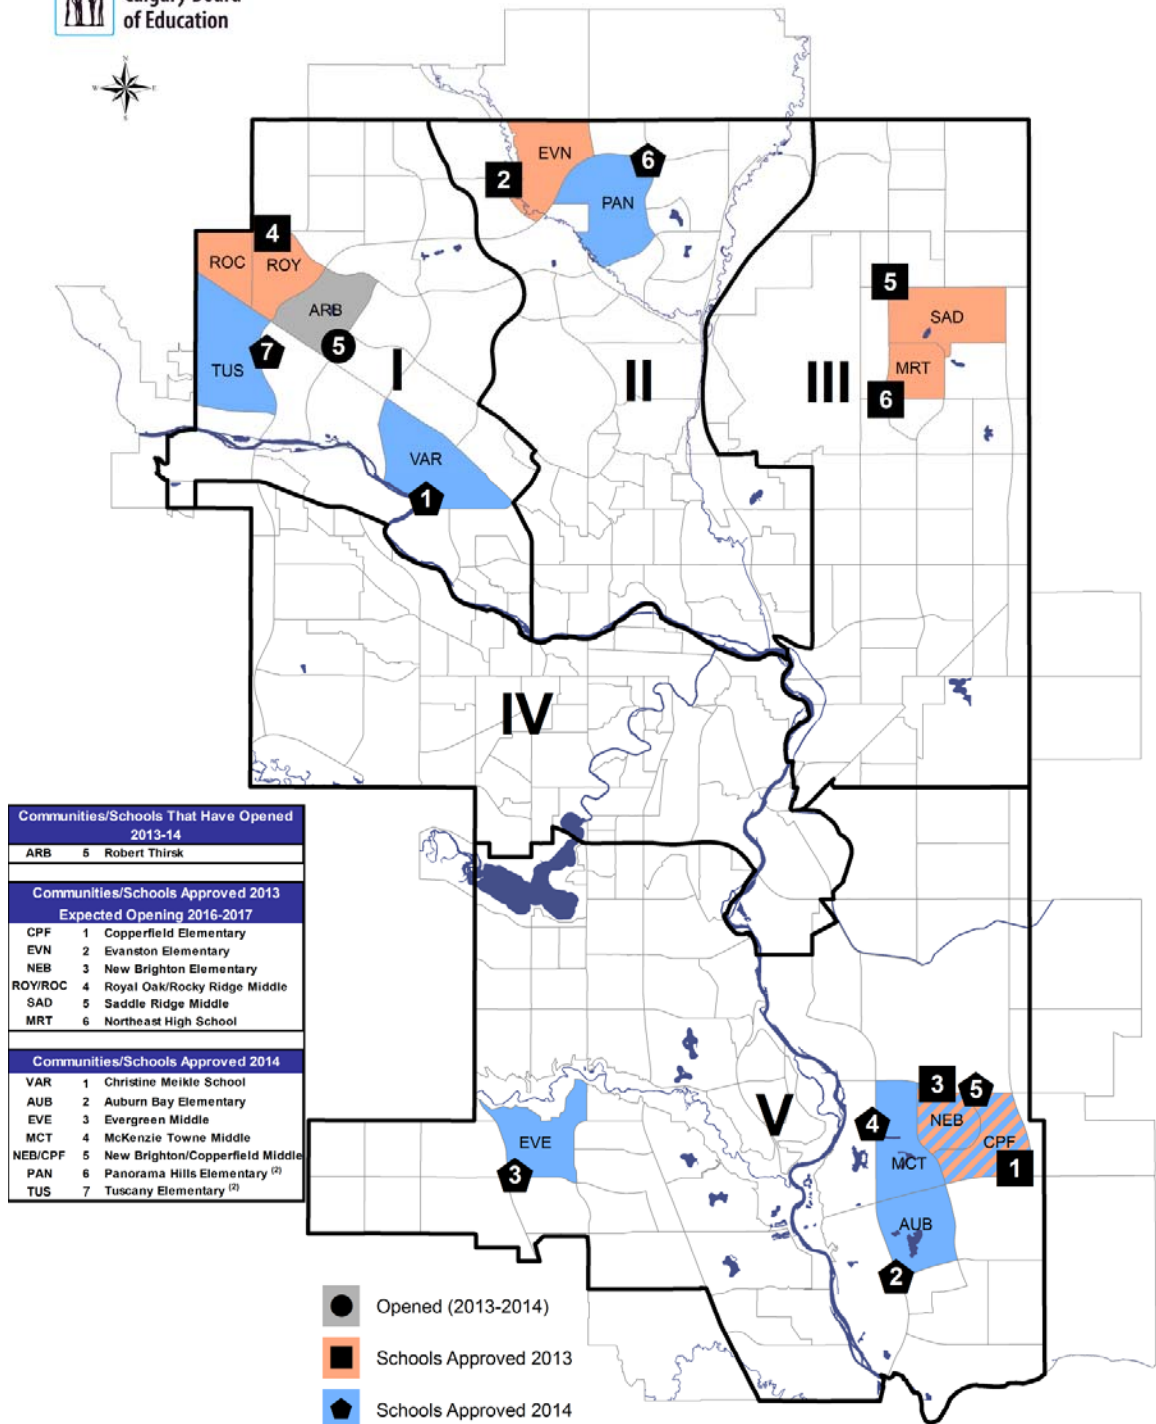 Calgary Board
of Education
N
W E
S
EVN
2
6
PAN
4
ROC
ROY
ARB
5
7
TUS
I
II
III
5
SAD
MRT
6
VAR
1
IV
Communities/Schools That Have Opened
2013-14
ARB 5 Robert Thirsk
Communities/Schools Approved 2013
Expected Opening 2016-2017
CPF 1 Copperfield Elementary
EVN 2 Evanston Elementary
NEB 3 New Brighton Elementary
ROY/ROC 4 Royal Oak/Rocky Ridge Middle
SAD 5 Saddle Ridge Middle
MRT 6 Northeast High School
Communities/Schools Approved 2014
VAR 1 Christine Meikle School
AUB 2 Auburn Bay Elementary
EVE 3 Evergreen Middle
MCT 4 McKenzie Towne Middle
NEB/CPF 5 New Brighton/Copperfield Middle
PAN 6 Panorama Hills Elementary (2)
TUS 7 Tuscany Elementary (2)
V
3
5
4
NEB
CPF
EVE
MCT
1
3
AUB
2
Opened (2013-2014)
Schools Approved 2013
Schools Approved 2014